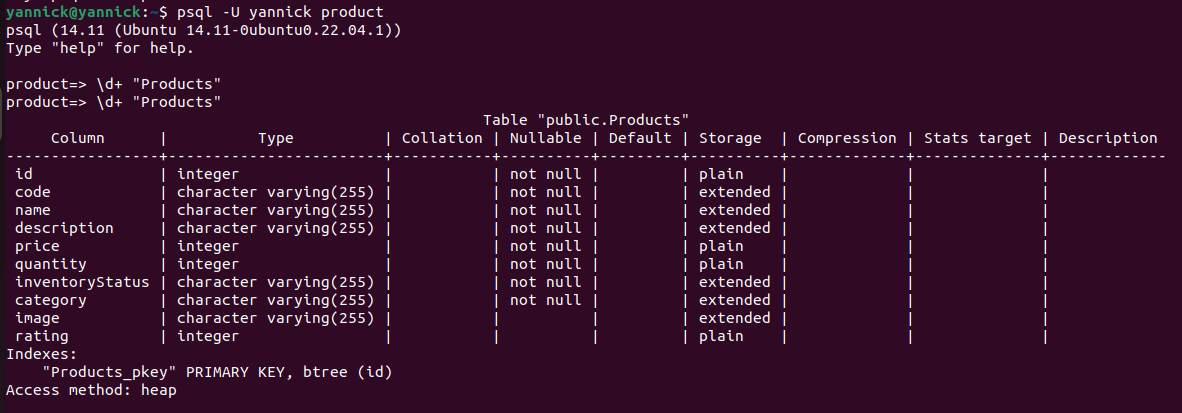 yannick@yannick:~$ psql -U yannick product
psql (14.11 (Ubuntu 14.11-0ubuntu0.22.04.1))
Type "help" for help.

product=> \d+ "Products"
product=> \d+ "Products"
                                                     Table "public.Products"
     Column      |          Type          | Collation | Nullable | Default | Storage  | Compression | Stats target | Description 
-----------------+------------------------+-----------+----------+---------+----------+-------------+--------------+-------------
 id              | integer                |           | not null |         | plain    |             |              | 
 code            | character varying(255) |           | not null |         | extended |             |              | 
 name            | character varying(255) |           | not null |         | extended |             |              | 
 description     | character varying(255) |           | not null |         | extended |             |              | 
 price           | integer                |           | not null |         | plain    |             |              | 
 quantity        | integer                |           | not null |         | plain    |             |              | 
 inventoryStatus | character varying(255) |           | not null |         | extended |             |              | 
 category        | character varying(255) |           | not null |         | extended |             |              | 
 image           | character varying(255) |           |          |         | extended |             |              | 
 rating          | integer                |           |          |         | plain    |             |              | 
Indexes:
    "Products_pkey" PRIMARY KEY, btree (id)
Access method: heap